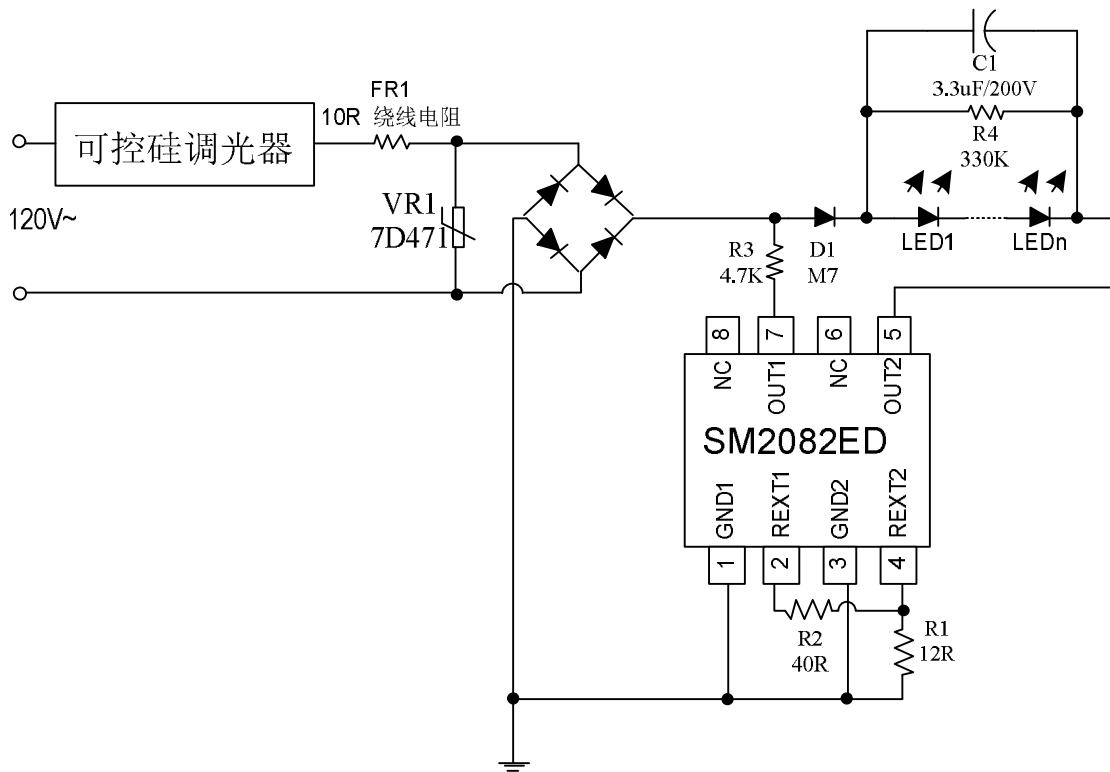 C1
3.3uF/200V
FR1
10R 绕线电阻
可控硅调光器
R4
330K
VR1
7D471
120V~
LED1
LEDn
R3
4.7K
D1
M7
8
7
6
5
NC
OUT1
NC
OUT2
SM2082ED
GND1
REXT1
GND2
REXT2
1
2
3
4
R2
40R
R1
12R